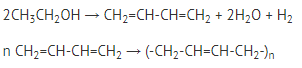 2CH₃CH₂OH → CH₂=CH-CH=CH₂ + 2H₂O + H₂
n CH₂=CH-CH=CH₂ → (-CH₂-CH=CH-CH₂-)ₙ